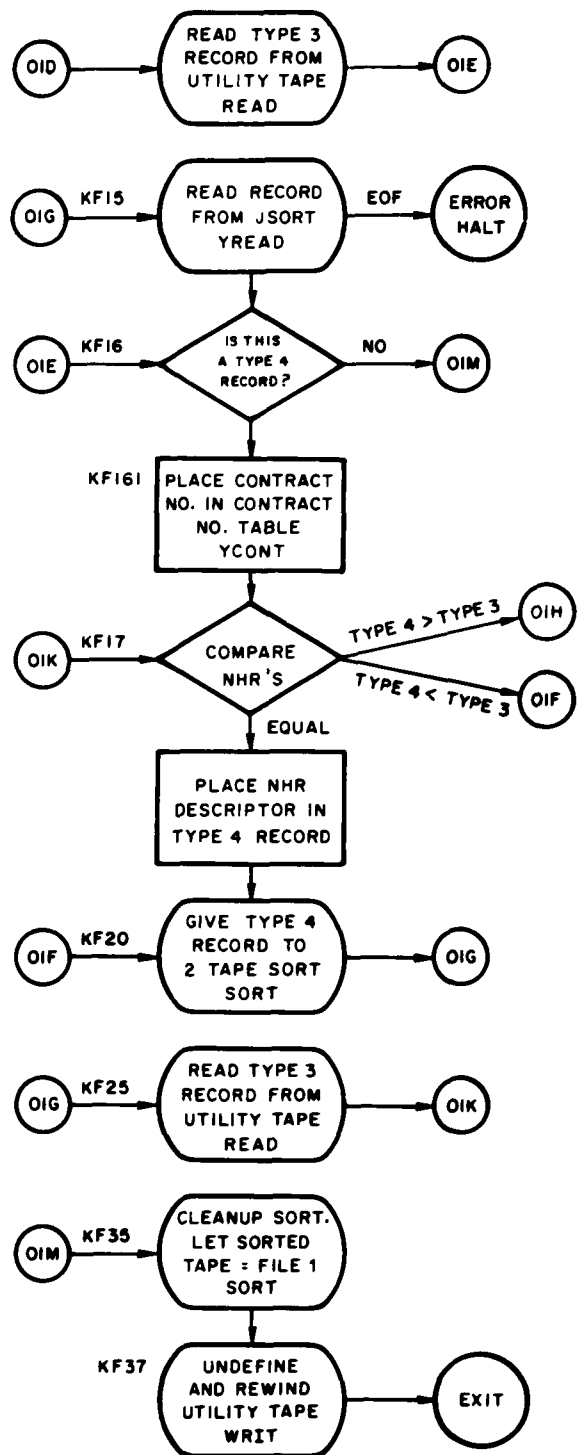 OID
READ TYPE 3
RECORD FROM
UTILITY TAPE
READ
OIE
OIG
KF15
READ RECORD
FROM JSORT
YREAD
EOF
ERROR
HALT
OIE
KF16
IS THIS
A TYPE 4
RECORD?
NO
OIM
KF161
PLACE CONTRACT
NO. IN CONTRACT
NO. TABLE
YCONT
OIK
KF17
COMPARE
NHR'S
TYPE 4 > TYPE 3
OIH
TYPE 4 < TYPE 3
OIF
EQUAL
PLACE NHR
DESCRIPTOR IN
TYPE 4 RECORD
OIF
KF20
GIVE TYPE 4
RECORD TO
2 TAPE SORT
SORT
OIG
OIG
KF25
READ TYPE 3
RECORD FROM
UTILITY TAPE
READ
OIK
OIM
KF35
CLEANUP SORT.
LET SORTED
TAPE = FILE 1
SORT
KF37
UNDEFINE
AND REWIND
UTILITY TAPE
WRIT
EXIT